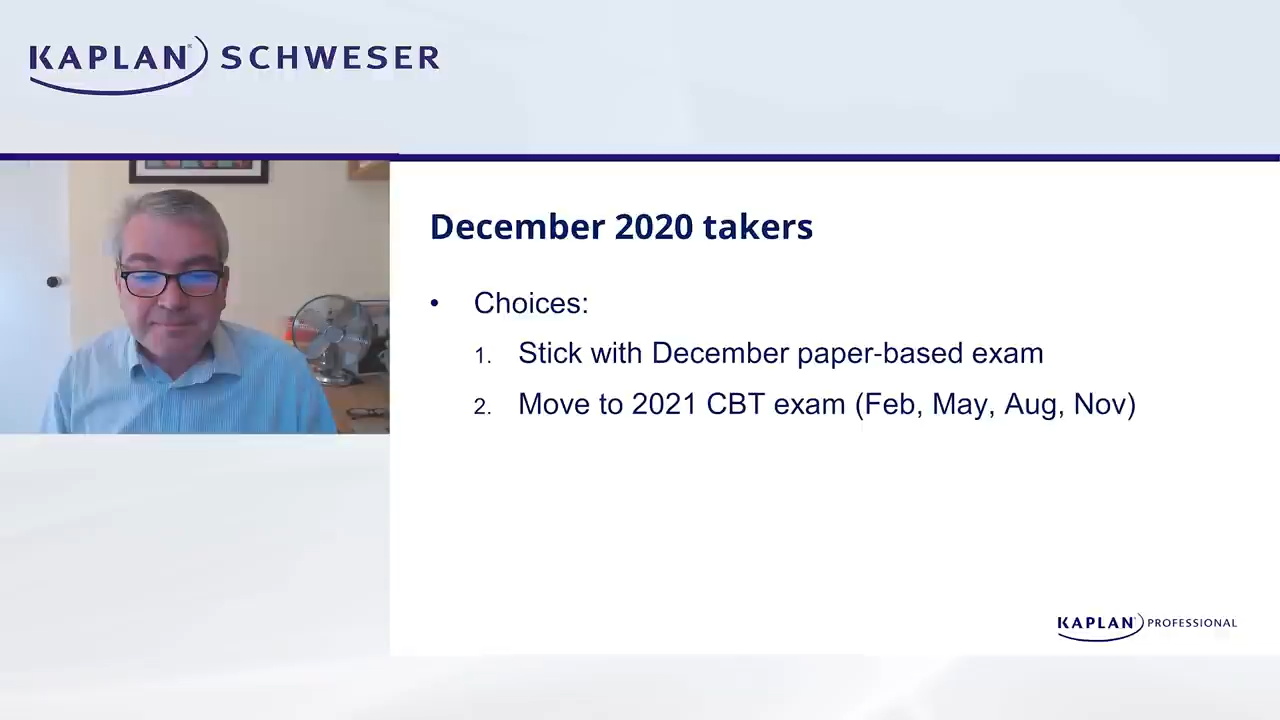 KAPLAN® SCHWESER
December 2020 takers
• Choices:
1. Stick with December paper-based exam
2. Move to 2021 CBT exam (Feb, May, Aug, Nov)
KAPLAN® PROFESSIONAL